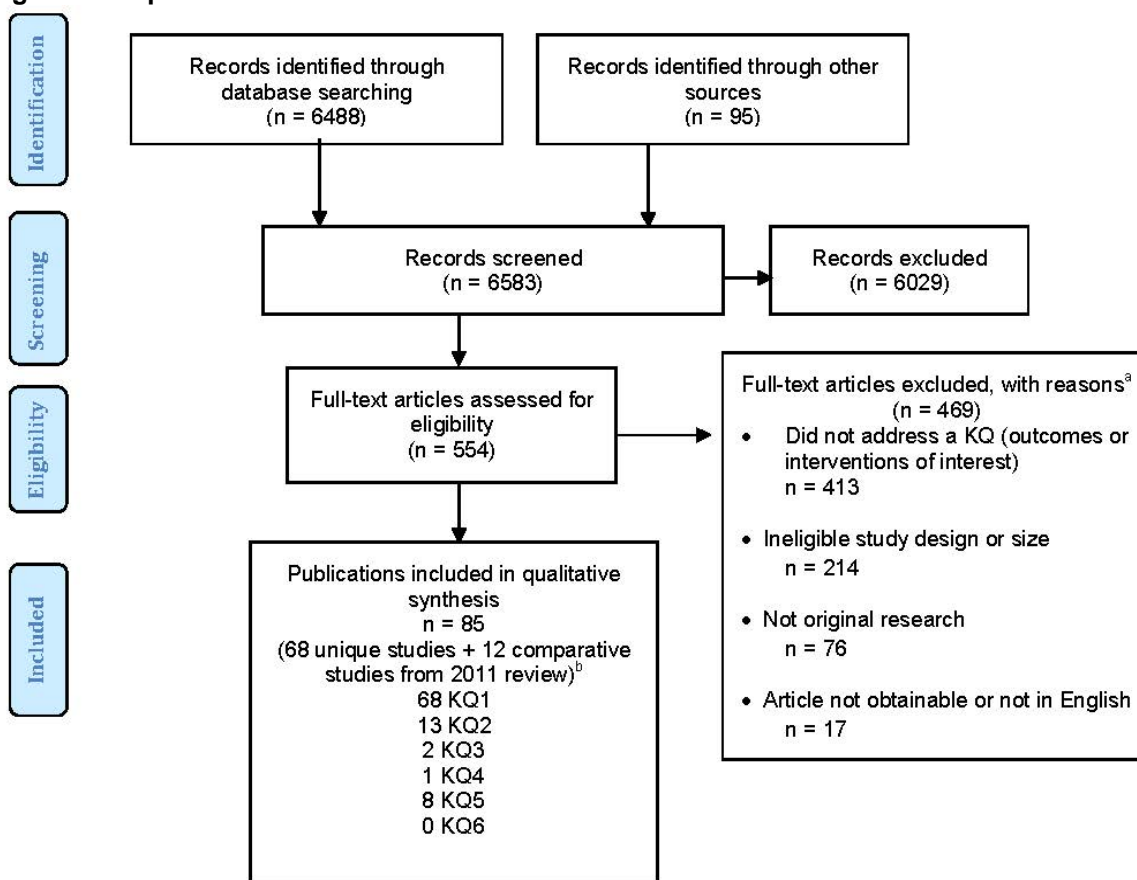 Identification
Records identified through
database searching
(n = 6488)
Records identified through other
sources
(n = 95)
Screening
Records screened
(n = 6583)
Records excluded
(n = 6029)
Eligibility
Full-text articles assessed for
eligibility
(n = 554)
Full-text articles excluded, with reasonsᵃ
(n = 469)
• Did not address a KQ (outcomes or
interventions of interest)
n = 413
• Ineligible study design or size
n = 214
• Not original research
n = 76
• Article not obtainable or not in English
n = 17
Included
Publications included in qualitative
synthesis
n = 85
(68 unique studies + 12 comparative
studies from 2011 review)ᵇ
68 KQ1
13 KQ2
2 KQ3
1 KQ4
8 KQ5
0 KQ6